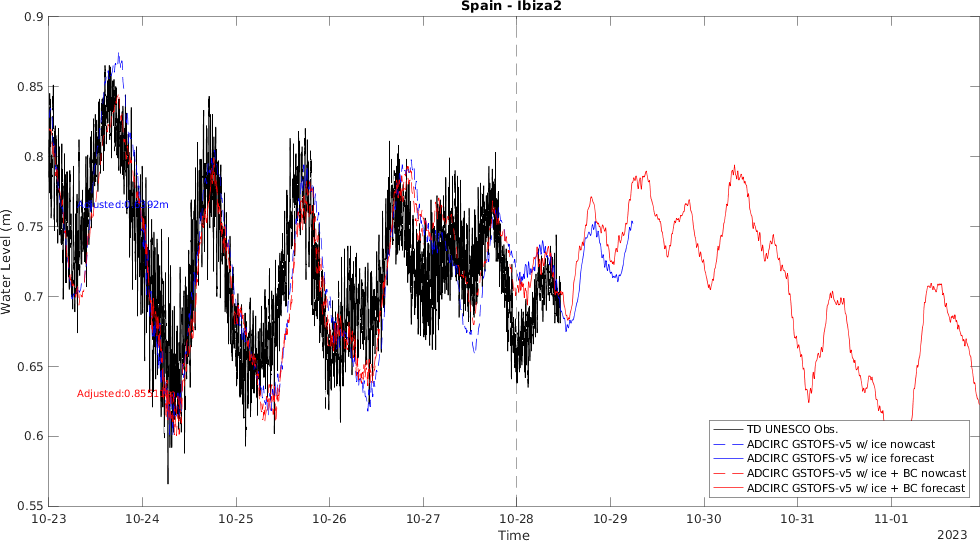 Spain - Ibiza2
0.9
0.85
0.8
0.75
0.7
0.65
0.6
0.55
Water Level (m)
Adjusted:
TD UNESCO Obs.
ADCIRC GSTOFS-v5 w/ ice nowcast
ADCIRC GSTOFS-v5 w/ ice forecast
ADCIRC GSTOFS-v5 w/ ice + BC nowcast
ADCIRC GSTOFS-v5 w/ ice + BC forecast
10-23 10-24 10-25 10-26 10-27 10-28 10-29 10-30 10-31 11-01
Time
2023